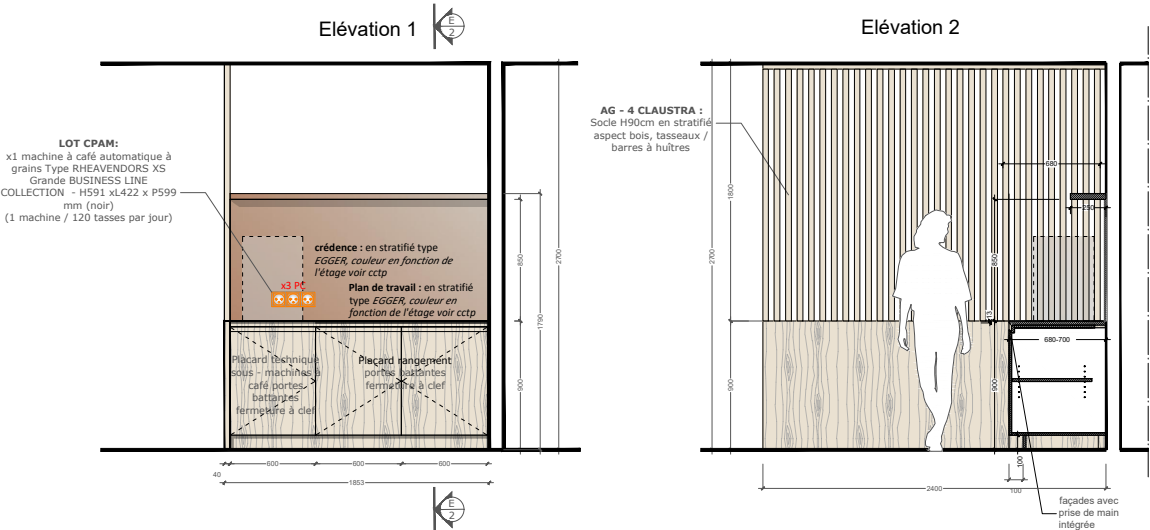 Elévation 1
E
2
LOT CPAM:
x1 machine à café automatique à
grains Type RHEAVENDORS XS
Grande BUSINESS LINE
COLLECTION - H591 xL422 x P599
mm (noir)
(1 machine / 120 tasses par jour)
crédence : en stratifié type
EGGER, couleur en fonction de
l'étage voir cctp
x3 PC
Plan de travail : en stratifié
type EGGER, couleur en
fonction de l'étage voir cctp
Placard technique
sous - machines à
café portes
battantes
fermeture à clef
Placard rangement
portes battantes
fermeture à clef
850
900
1790
2700
600
600
600
40
1853
E
2
Elévation 2
AG - 4 CLAUSTRA :
Socle H90cm en stratifié
aspect bois, tasseaux /
barres à huîtres
2700
1800
900
680
250
850
13
680-700
900
100
100
2400
façades avec
prise de main
intégrée